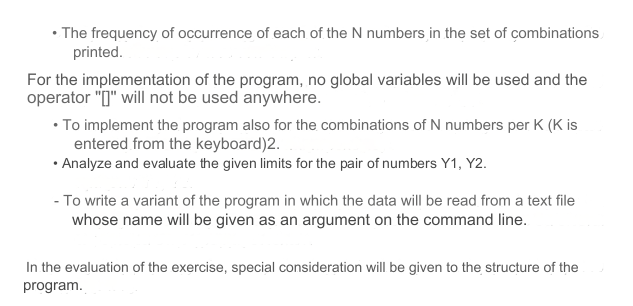 • The frequency of occurrence of each of the N numbers in the set of combinations
printed.
For the implementation of the program, no global variables will be used and the
operator "[]" will not be used anywhere.
• To implement the program also for the combinations of N numbers per K (K is
entered from the keyboard)2.
• Analyze and evaluate the given limits for the pair of numbers Y1, Y2.
- To write a variant of the program in which the data will be read from a text file
whose name will be given as an argument on the command line.
In the evaluation of the exercise, special consideration will be given to the structure of the
program.